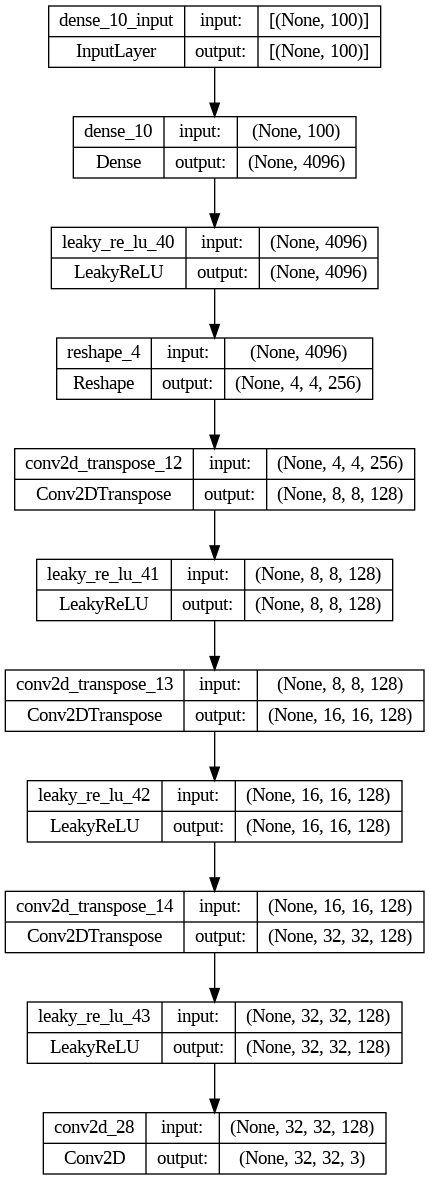 dense_10_input input: [(None, 100)]
InputLayer output: [(None, 100)]
dense_10 input: (None, 100)
Dense output: (None, 4096)
leaky_re_lu_40 input: (None, 4096)
LeakyReLU output: (None, 4096)
reshape_4 input: (None, 4096)
Reshape output: (None, 4, 4, 256)
conv2d_transpose_12 input: (None, 4, 4, 256)
Conv2DTranspose output: (None, 8, 8, 128)
leaky_re_lu_41 input: (None, 8, 8, 128)
LeakyReLU output: (None, 8, 8, 128)
conv2d_transpose_13 input: (None, 8, 8, 128)
Conv2DTranspose output: (None, 16, 16, 128)
leaky_re_lu_42 input: (None, 16, 16, 128)
LeakyReLU output: (None, 16, 16, 128)
conv2d_transpose_14 input: (None, 16, 16, 128)
Conv2DTranspose output: (None, 32, 32, 128)
leaky_re_lu_43 input: (None, 32, 32, 128)
LeakyReLU output: (None, 32, 32, 128)
conv2d_28 input: (None, 32, 32, 128)
Conv2D output: (None, 32, 32, 3)